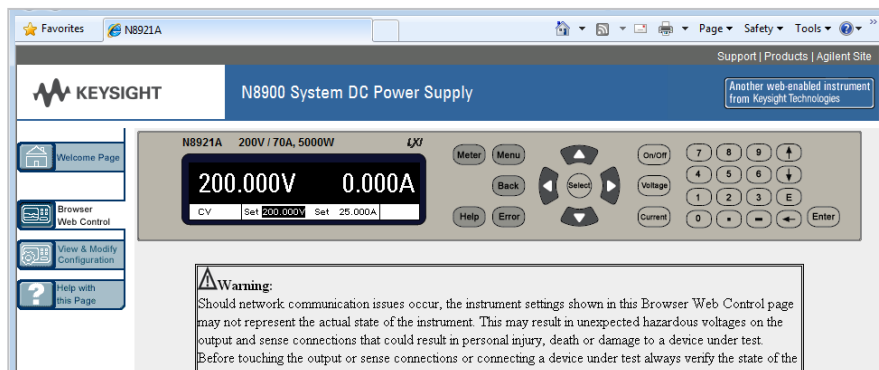 Favorites
N8921A
Page Safety Tools
Support | Products | Agilent Site
KEYSIGHT
N8900 System DC Power Supply
Another web-enabled instrument
from Keysight Technologies
Welcome Page
Browser
Web Control
View & Modify
Configuration
Help with
this Page
N8921A 200V / 70A, 5000W LXI
200.000V 0.000A
CV Set 200.000V Set 25.000A
Meter Menu
Back
Help Error
Select
On/Off
Voltage
Current
7 8 9
4 5 6
1 2 3 E
0 . - Enter
Warning:
Should network communication issues occur, the instrument settings shown in this Browser Web Control page
may not represent the actual state of the instrument. This may result in unexpected hazardous voltages on the
output and sense connections that could result in personal injury, death or damage to a device under test.
Before touching the output or sense connections or connecting a device under test always verify the state of the